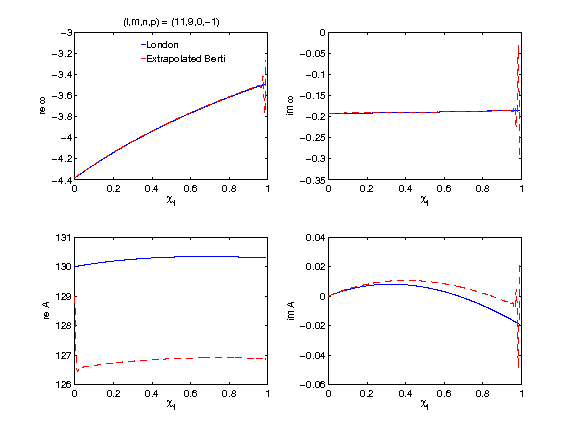 (l,m,n,p) = (11,9,0,−1)
re ω
−3
−3.2
−3.4
−3.6
−3.8
−4
−4.2
−4.4
0 0.2 0.4 0.6 0.8 1
χf
London
Extrapolated Berti
im ω
0
−0.05
−0.1
−0.15
−0.2
−0.25
−0.3
−0.35
0 0.2 0.4 0.6 0.8 1
χf
re A
131
130
129
128
127
126
0 0.2 0.4 0.6 0.8 1
χf
im A
0.04
0.02
0
−0.02
−0.04
−0.06
0 0.2 0.4 0.6 0.8 1
χf